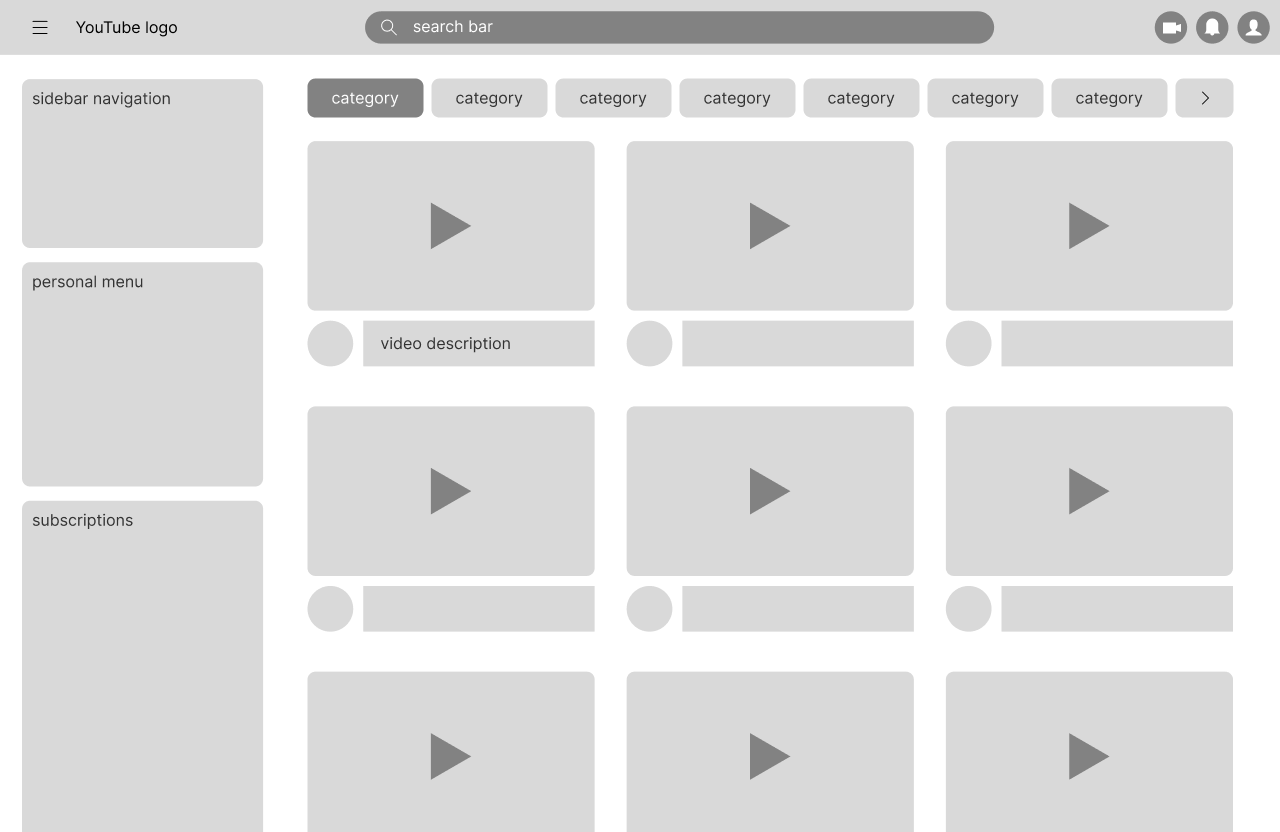 YouTube logo
search bar
sidebar navigation
personal menu
subscriptions
category
category
category
category
category
category
category
video description